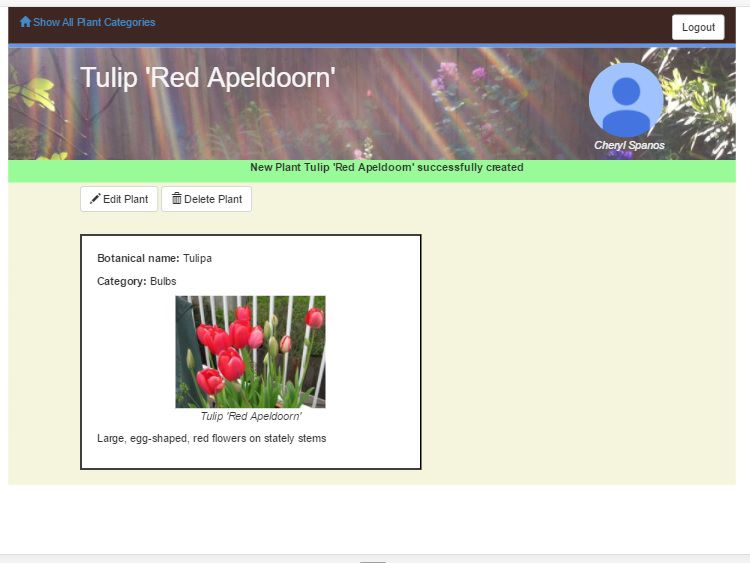 Show All Plant Categories
Logout
Tulip 'Red Apeldoorn'
Cheryl Spanos
New Plant Tulip 'Red Apeldoorn' successfully created
Edit Plant
Delete Plant
Botanical name: Tulipa
Category: Bulbs
Tulip 'Red Apeldoorn'
Large, egg-shaped, red flowers on stately stems